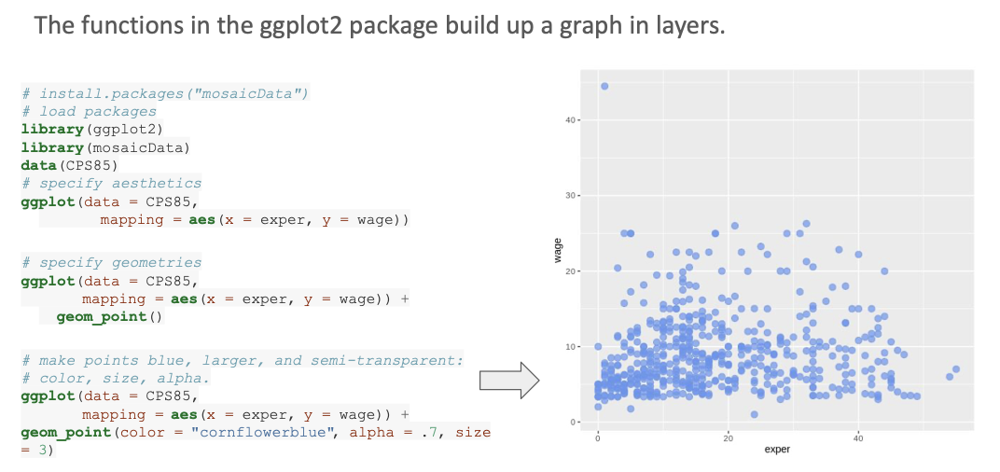 The functions in the ggplot2 package build up a graph in layers.
# install.packages("mosaicData")
# load packages
library(ggplot2)
library(mosaicData)
data(CPS85)
# specify aesthetics
ggplot(data = CPS85,
mapping = aes(x = exper, y = wage))
# specify geometries
ggplot(data = CPS85,
mapping = aes(x = exper, y = wage)) +
geom_point()
# make points blue, larger, and semi-transparent:
# color, size, alpha.
ggplot(data = CPS85,
mapping = aes(x = exper, y = wage)) +
geom_point(color = "cornflowerblue", alpha = .7, size
= 3)
40
30
wage
20
10
0
0 20 40
exper